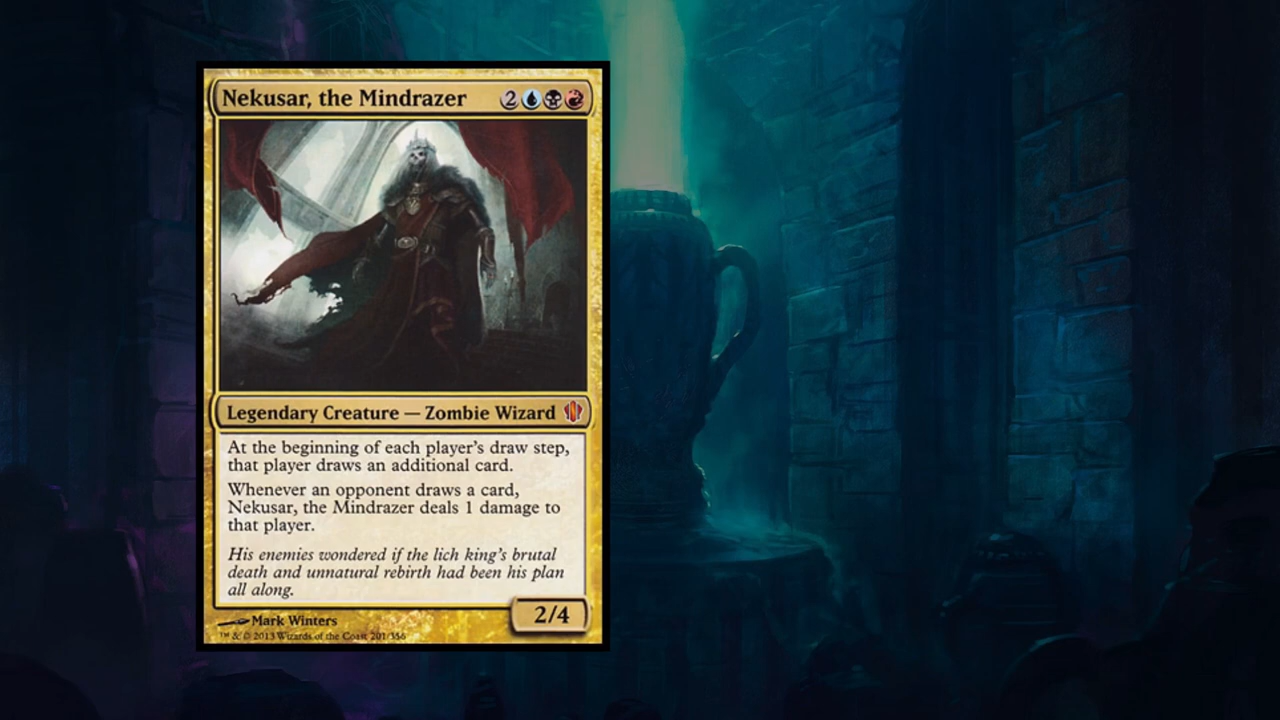 Nekusar, the Mindrazer 2
Legendary Creature — Zombie Wizard
At the beginning of each player's draw step,
that player draws an additional card.
Whenever an opponent draws a card,
Nekusar, the Mindrazer deals 1 damage to
that player.
His enemies wondered if the lich king's brutal
death and unnatural rebirth had been his plan
all along.
2/4
Mark Winters
™ & © 2013 Wizards of the Coast 201/356